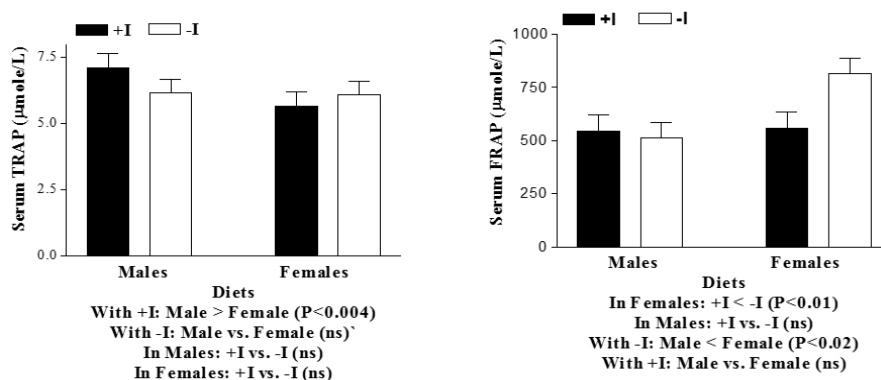 +I -I
Serum TRAP (µmole/L)
7.5
5.0
2.5
0.0
Males Females
Diets
With +I: Male > Female (P<0.004)
With -I: Male vs. Female (ns)`
In Males: +I vs. -I (ns)
In Females: +I vs. -I (ns)
+I -I
Serum FRAP (µmole/L)
1000
750
500
250
0
Males Females
Diets
In Females: +I < -I (P<0.01)
In Males: +I vs. -I (ns)
With -I: Male < Female (P<0.02)
With +I: Male vs. Female (ns)